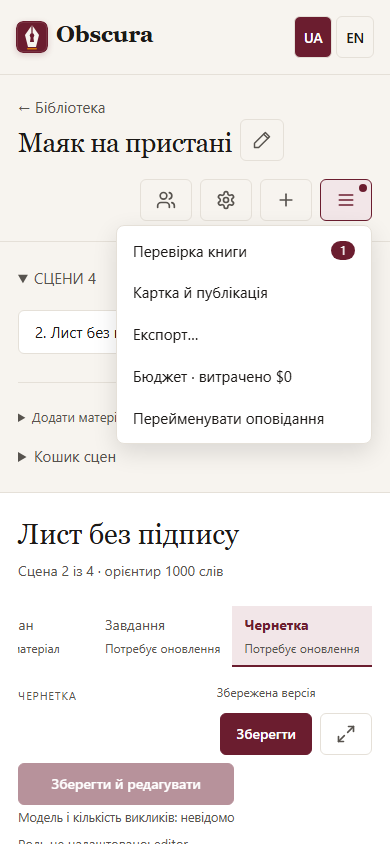 Obscura
UA
EN
← Бібліотека
Маяк на пристані
Перевірка книги 1
Картка й публікація
Експорт...
Бюджет · витрачено $0
Перейменувати оповідання
▼ СЦЕНИ 4
2. Лист без
▶ Додати матері
▶ Кошик сцен
Лист без підпису
Сцена 2 із 4 · орієнтир 1000 слів
ан
Завдання
Чернетка
атеріал
Потребує оновлення
Потребує оновлення
ЧЕРНЕТКА
Збережена версія
Зберегти
Зберегти й редагувати
Модель і кількість викликів: невідомо